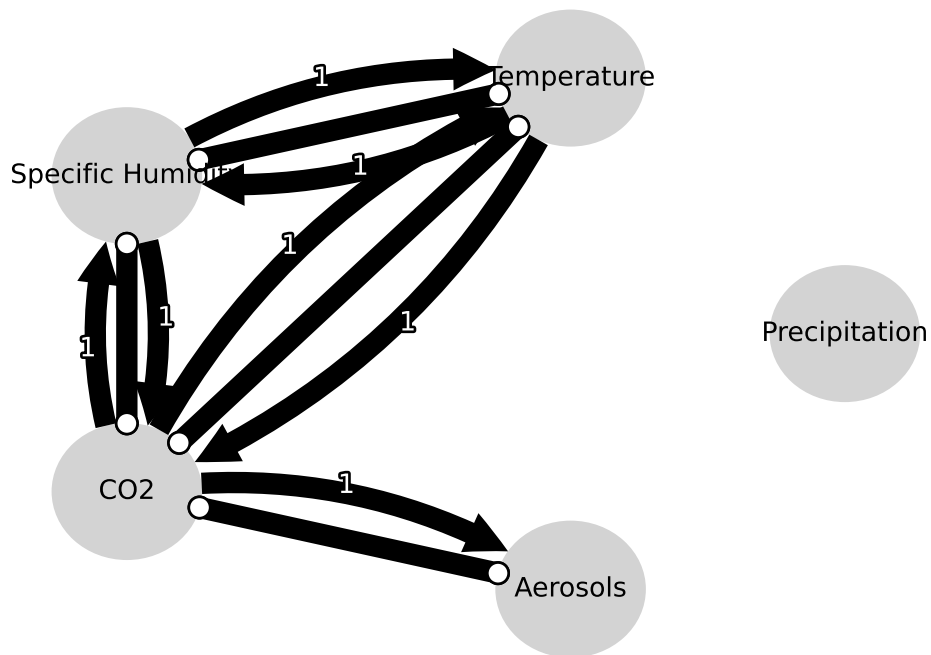 Temperature
1
Specific Humidity
1
1
1
1
1
Precipitation
CO2
1
Aerosols